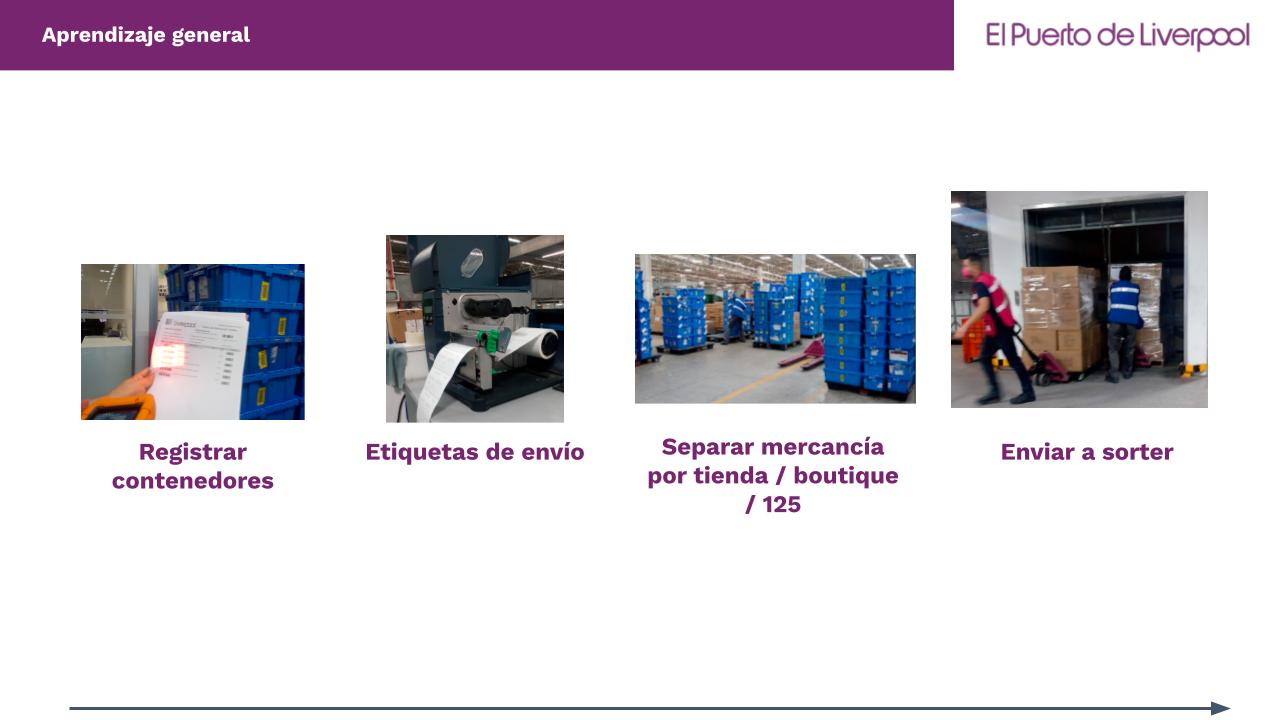 Aprendizaje general
El Puerto de Liverpool
Registrar
contenedores
Etiquetas de envío
Separar mercancía
por tienda / boutique
/ 125
Enviar a sorter